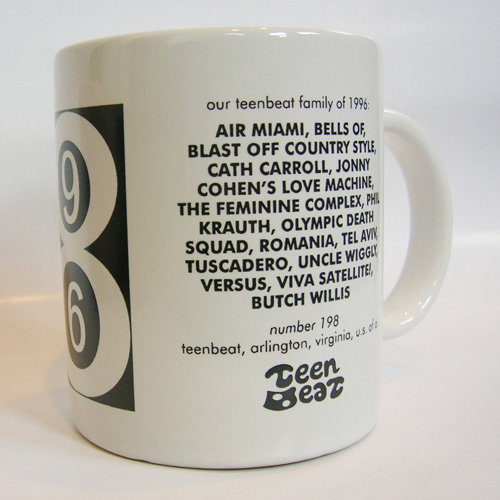 9
6
our teenbeat family of 1996:
AIR MIAMI, BELLS OF,
BLAST OFF COUNTRY STYLE,
CATH CARROLL, JONNY
COHEN'S LOVE MACHINE,
THE FEMININE COMPLEX, PHIL
KRAUTH, OLYMPIC DEATH
SQUAD, ROMANIA, TEL AVIV,
TUSCADERO, UNCLE WIGGLY,
VERSUS, VIVA SATELLITE!,
BUTCH WILLIS
number 198
teenbeat, arlington, virginia, u.s. of a.
Teen
Beat